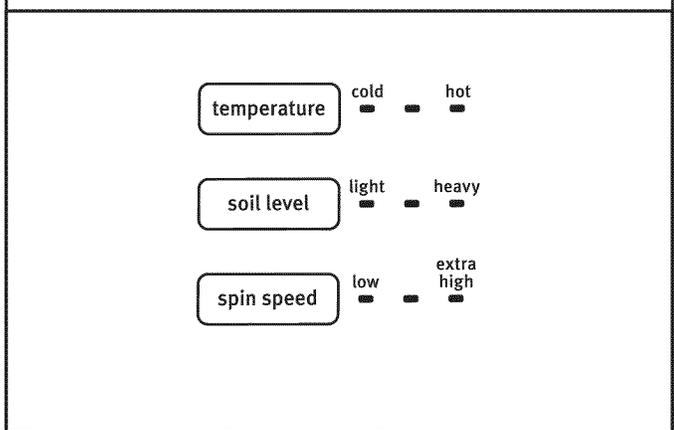 cold hot
temperature
light heavy
soil level
extra
low high
spin speed